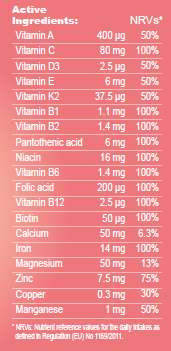 Active
Ingredients: NRVs*
Vitamin A 400 µg 50%
Vitamin C 80 mg 100%
Vitamin D3 2.5 µg 50%
Vitamin E 6 mg 50%
Vitamin K2 37.5 µg 50%
Vitamin B1 1.1 mg 100%
Vitamin B2 1.4 mg 100%
Pantothenic acid 6 mg 100%
Niacin 16 mg 100%
Vitamin B6 1.4 mg 100%
Folic acid 200 µg 100%
Vitamin B12 2.5 µg 100%
Biotin 50 µg 100%
Calcium 50 mg 6.3%
Iron 14 mg 100%
Magnesium 50 mg 13%
Zinc 7.5 mg 75%
Copper 0.3 mg 30%
Manganese 1 mg 50%
* NRVs: Nutrient reference values for the daily intakes as
defined in Regulation (EU) No 1169/2011.